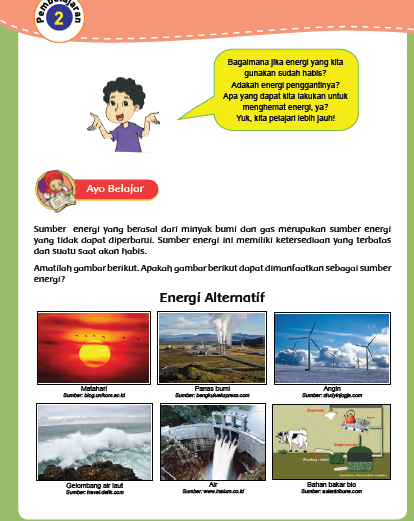 Pembelajaran
2
Bagaimana jika energi yang kita
gunakan sudah habis?
Adakah energi penggantinya?
Apa yang dapat kita lakukan untuk
menghemat energi, ya?
Yuk, kita pelajari lebih jauh!
Ayo Belajar
Sumber energi yang berasal dari minyak bumi dan gas merupakan sumber energi
yang tidak dapat diperbarui. Sumber energi ini memiliki ketersediaan yang terbatas
dan suatu saat akan habis.
Amatilah gambar berikut. Apakah gambar berikut dapat dimanfaatkan sebagai sumber
energi?
Energi Alternatif
Matahari
Sumber: blog.unikom.ac.id
Panas bumi
Sumber: bengkuluekspress.com
Angin
Sumber: studyinjogja.com
Gelombang air laut
Sumber: travel.detik.com
Air
Sumber: www.inalum.co.id
Bahan bakar bio
Sumber: asiantribune.com